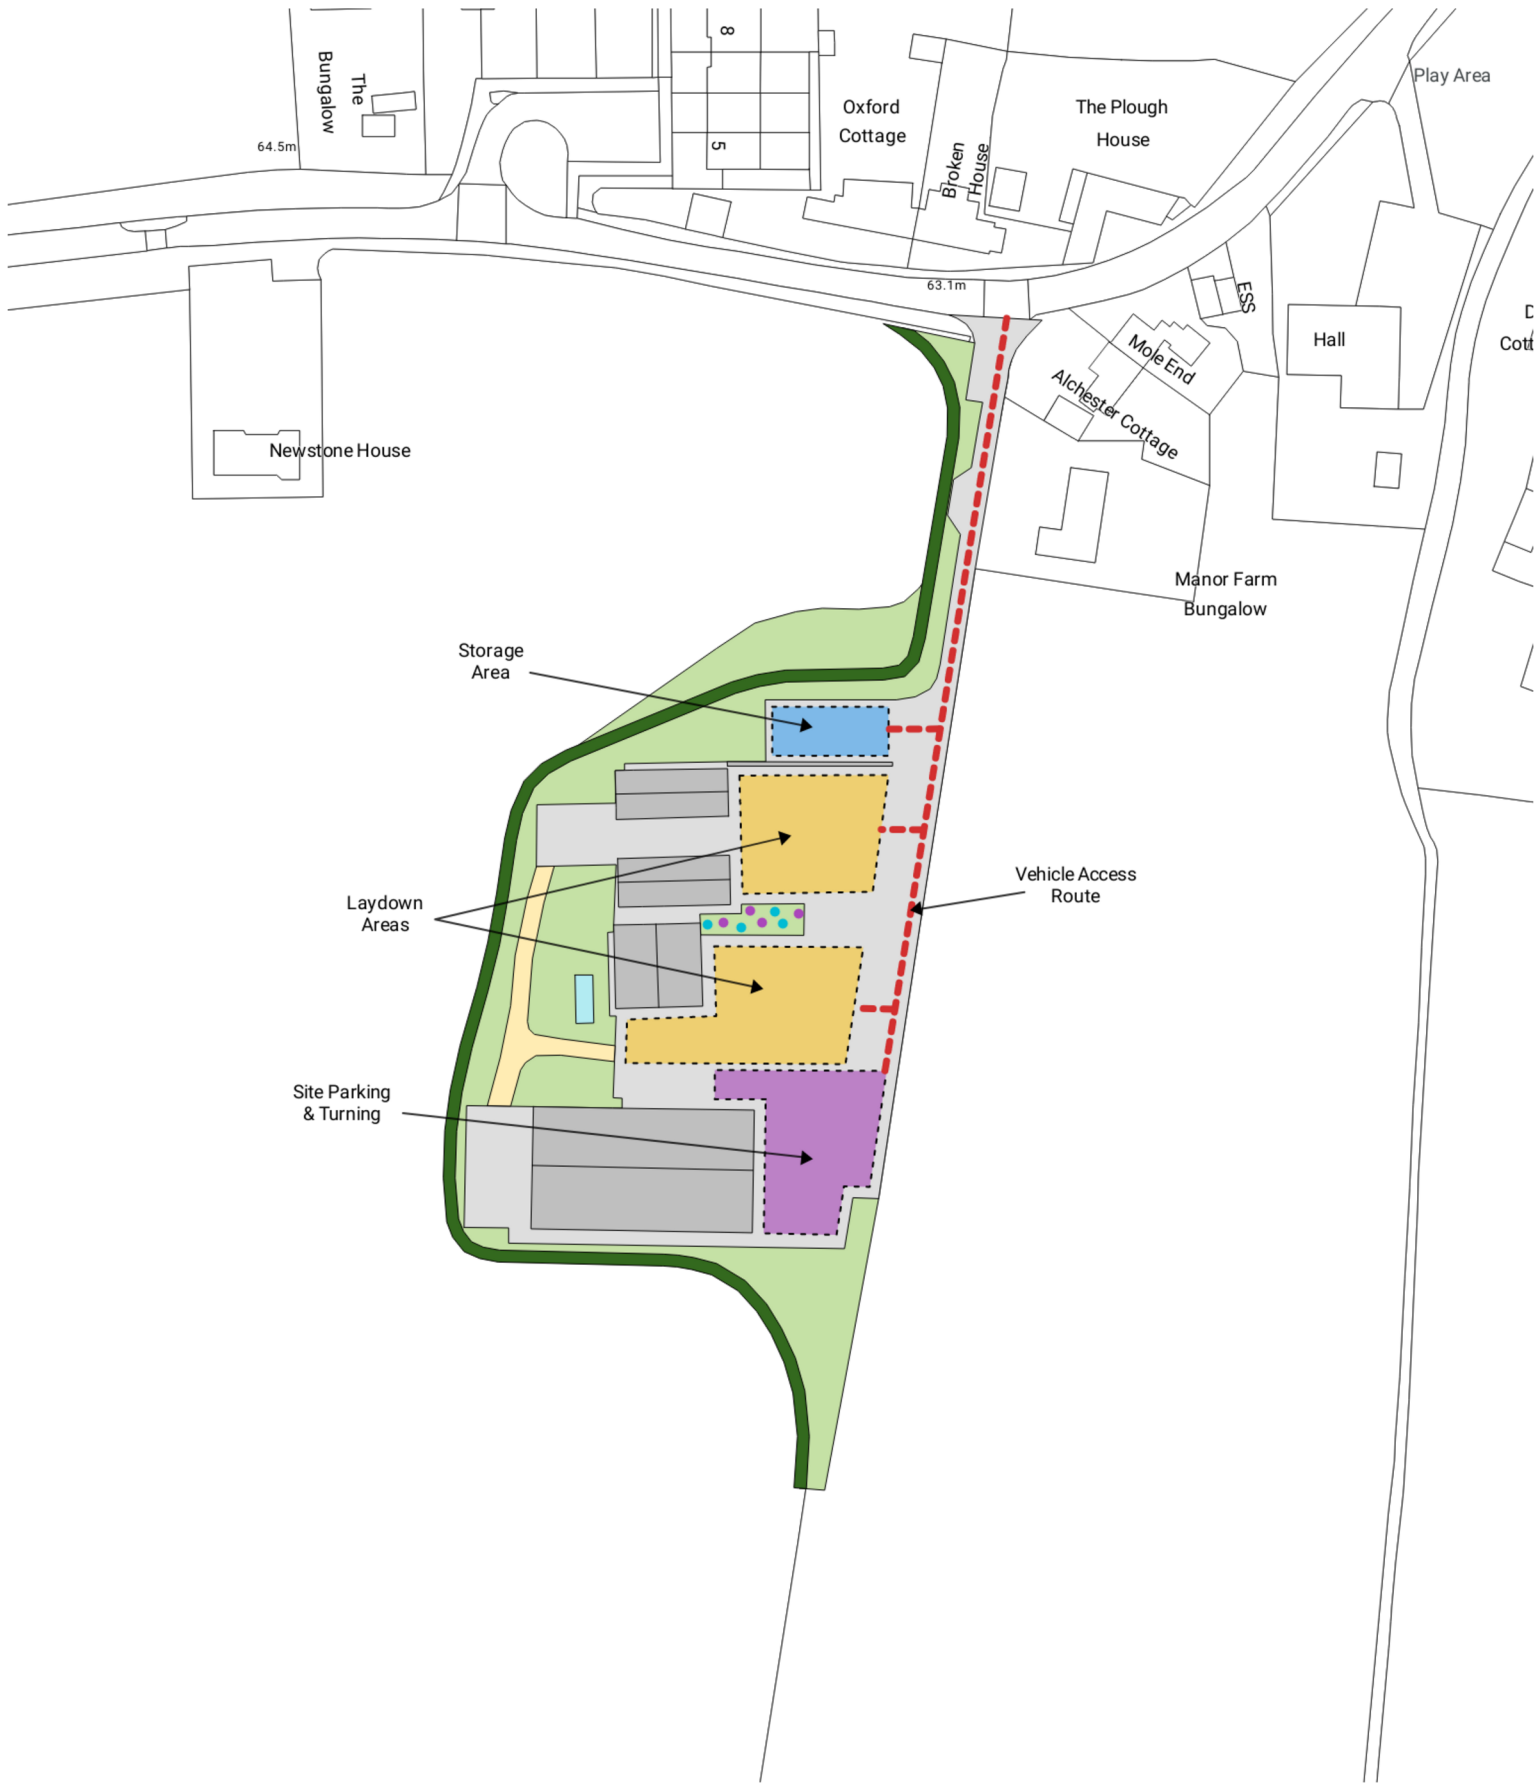 8
The
Bungalow
Play Area
Oxford
Cottage
The Plough
House
5
64.5m
Broken
House
63.1m
ESS
Hall
Mole End
Cott
Alchester Cottage
Newstone House
Manor Farm
Bungalow
Storage
Area
Vehicle Access
Route
Laydown
Areas
Site Parking
& Turning